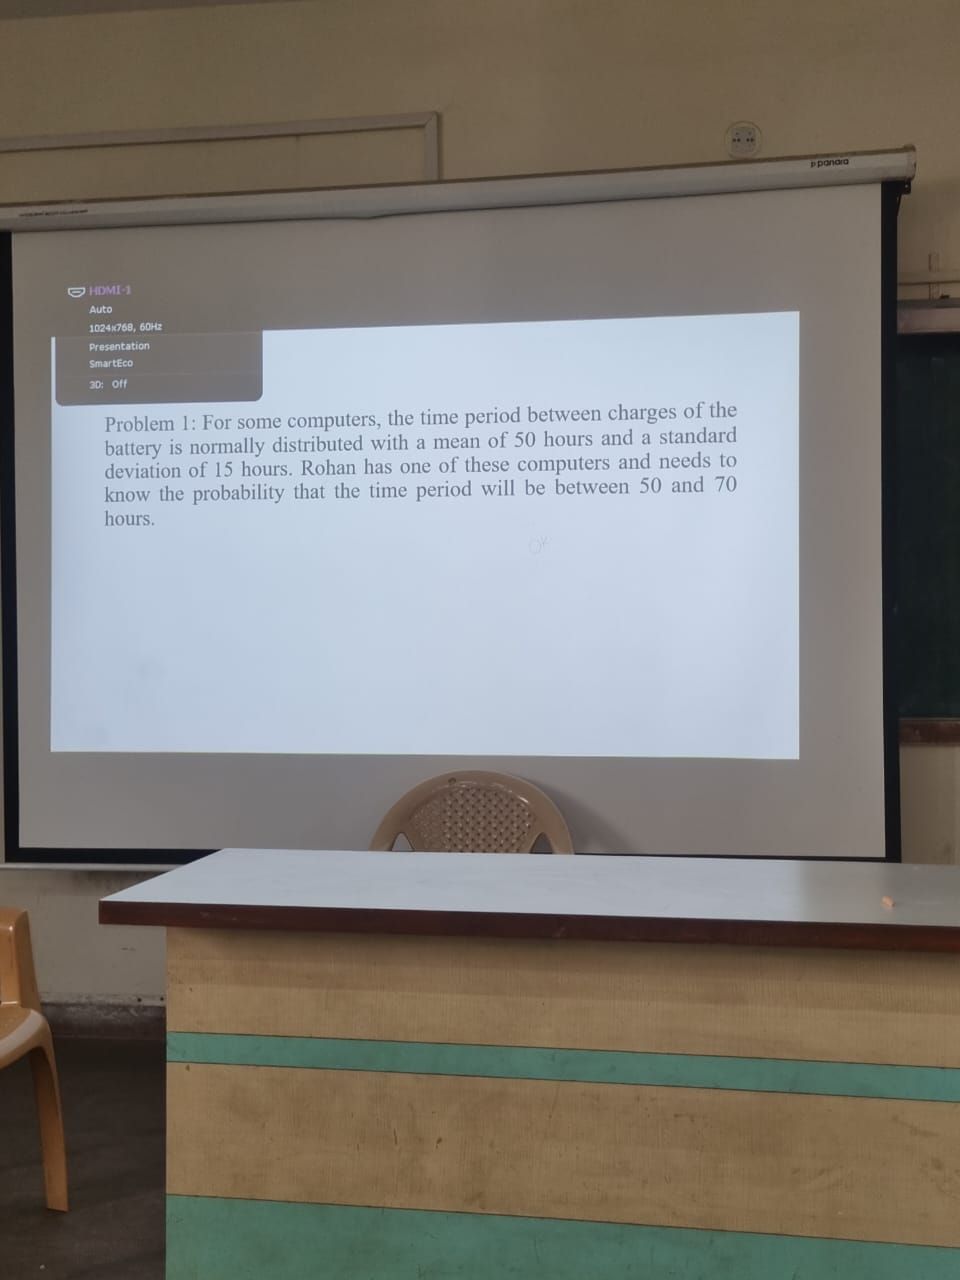 panara
HDMI-1
Auto
1024x768, 60Hz
Presentation
SmartEco
3D: Off
Problem 1: For some computers, the time period between charges of the
battery is normally distributed with a mean of 50 hours and a standard
deviation of 15 hours. Rohan has one of these computers and needs to
know the probability that the time period will be between 50 and 70
hours.
OK